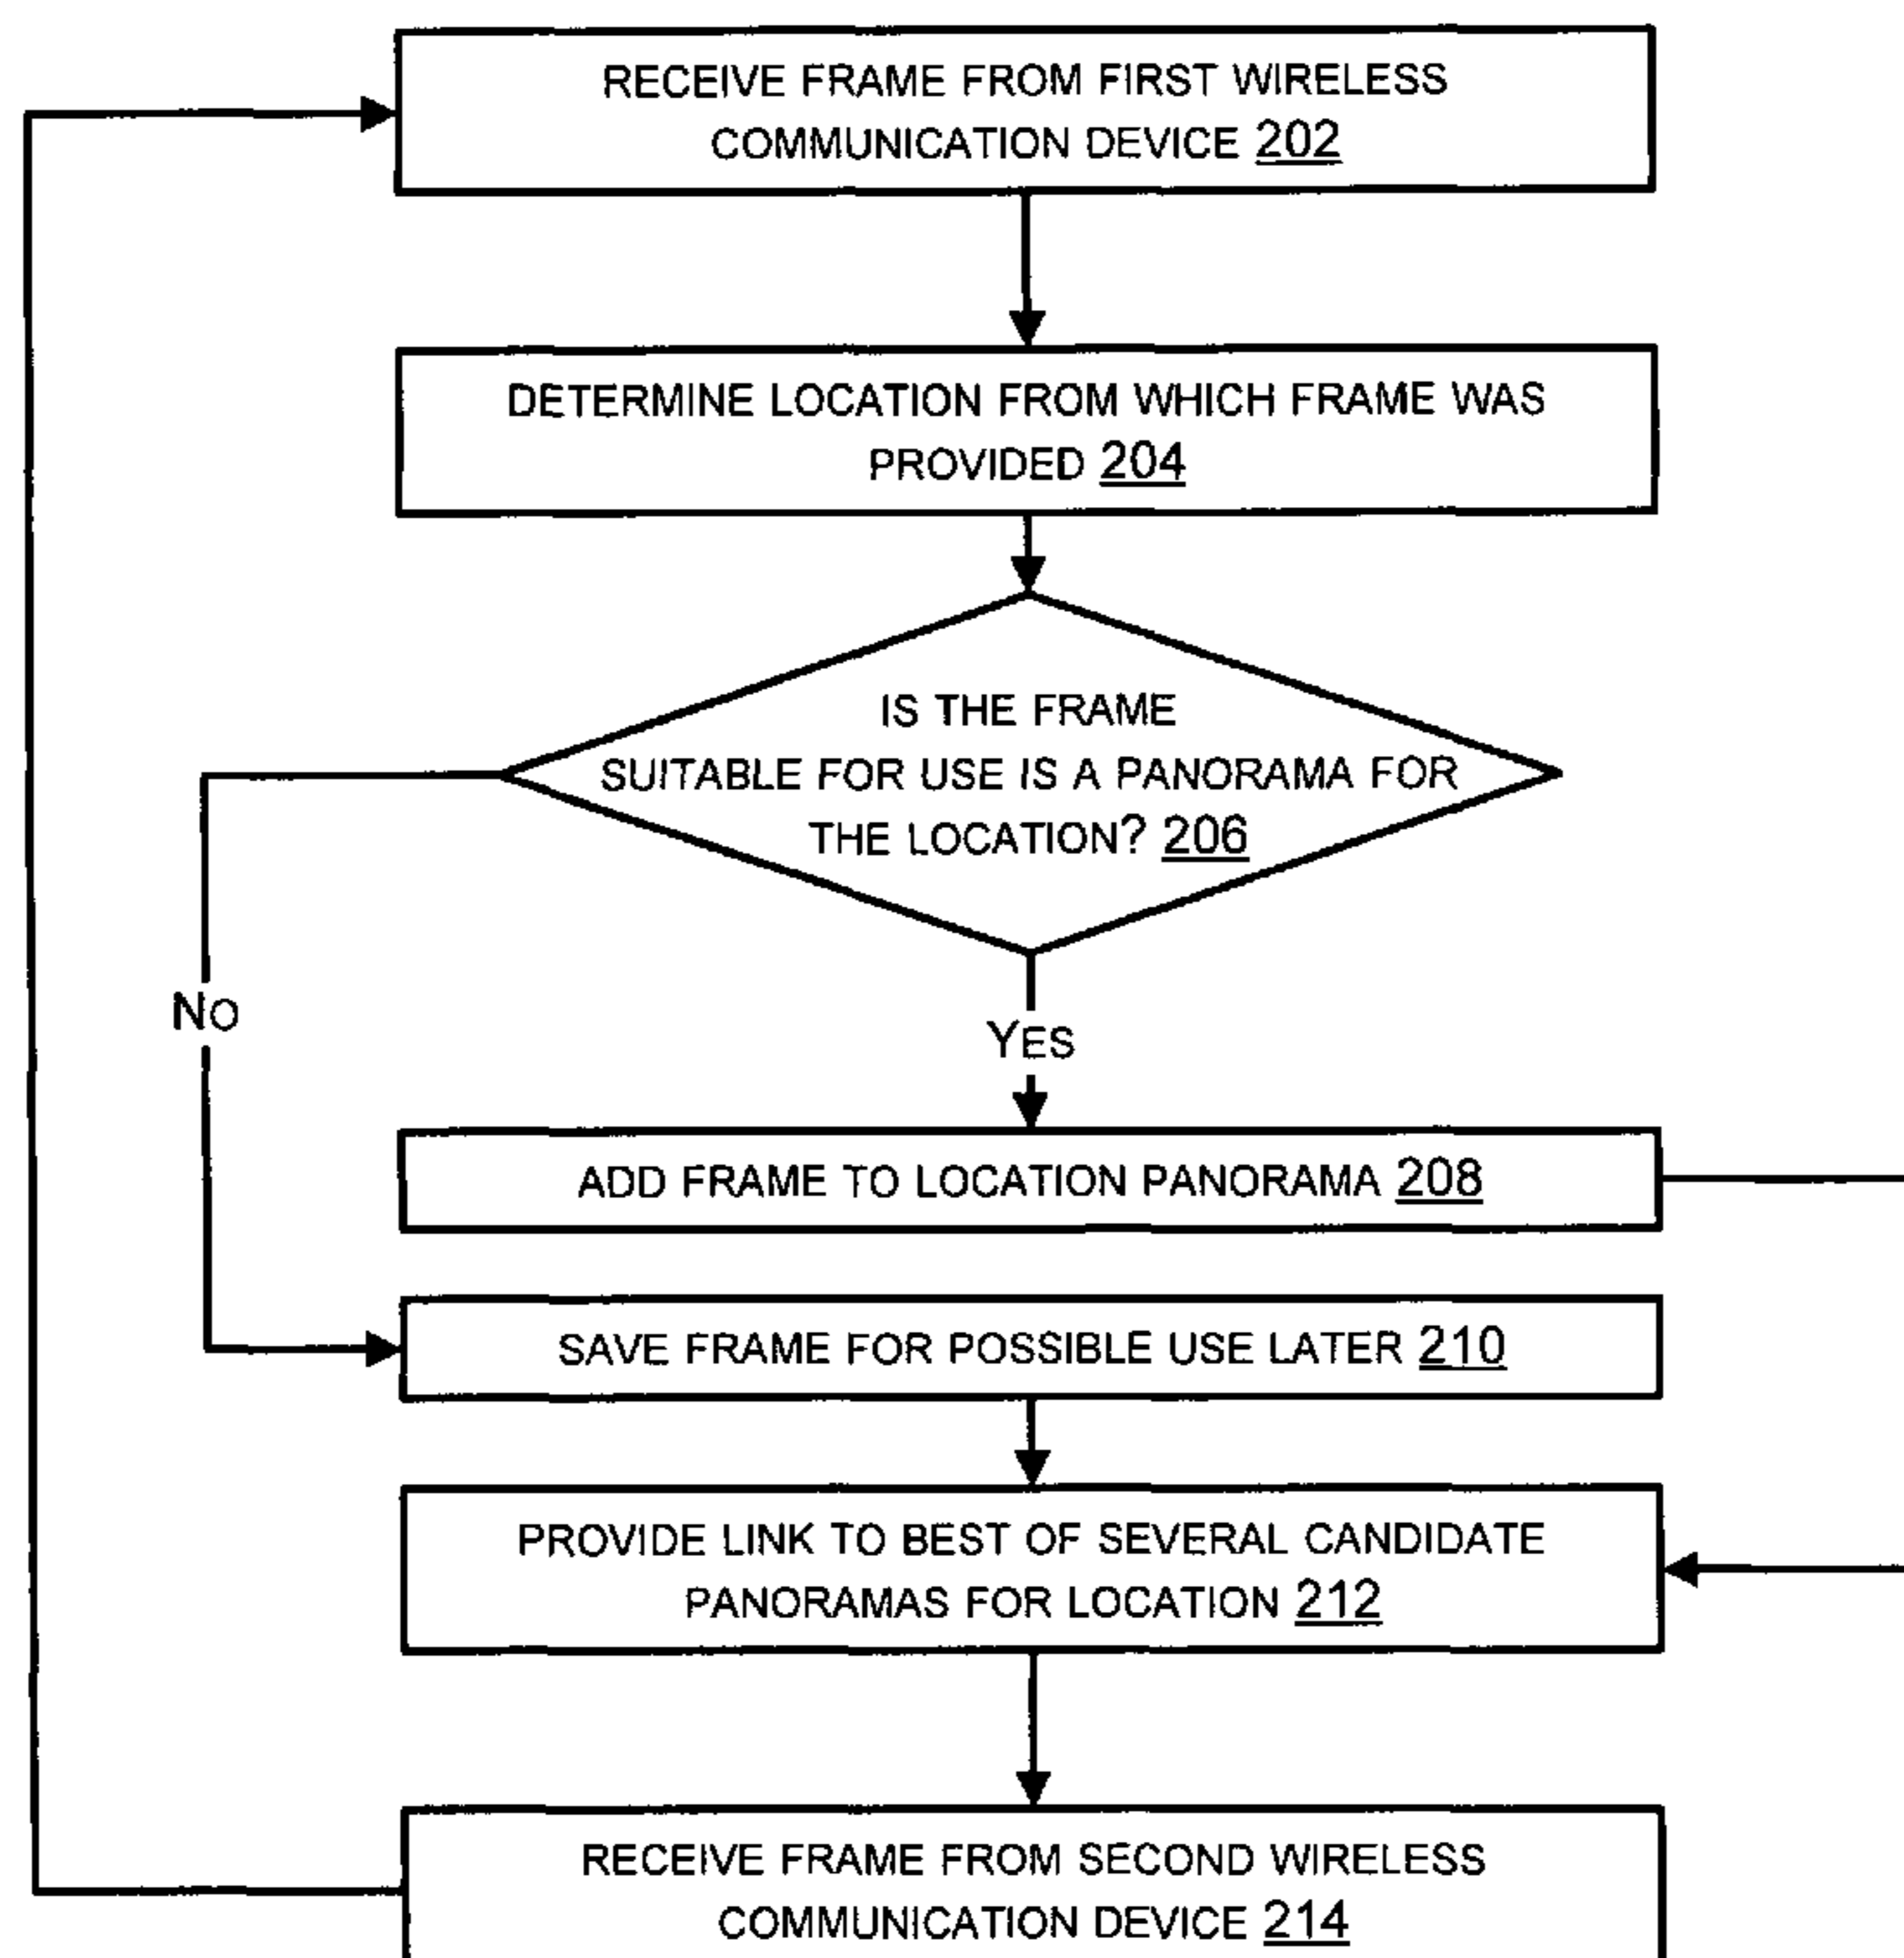 RECEIVE FRAME FROM FIRST WIRELESS
COMMUNICATION DEVICE 202
DETERMINE LOCATION FROM WHICH FRAME WAS
PROVIDED 204
IS THE FRAME
SUITABLE FOR USE IS A PANORAMA FOR
THE LOCATION? 206
NO
YES
ADD FRAME TO LOCATION PANORAMA 208
SAVE FRAME FOR POSSIBLE USE LATER 210
PROVIDE LINK TO BEST OF SEVERAL CANDIDATE
PANORAMAS FOR LOCATION 212
RECEIVE FRAME FROM SECOND WIRELESS
COMMUNICATION DEVICE 214